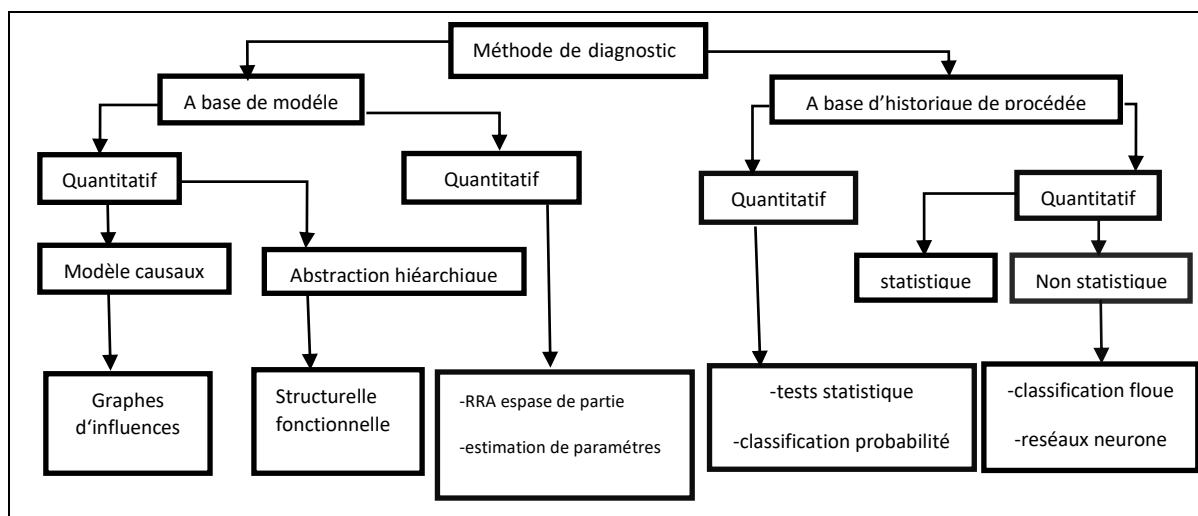 Méthode de diagnostic
A base de modéle
A base d'historique de procédée
Quantitatif
Quantitatif
Quantitatif
Quantitatif
Modèle causaux
Abstraction hiéarchique
statistique
Non statistique
Graphes
d'influences
Structurelle
fonctionnelle
-RRA espase de partie
-estimation de paramétres
-tests statistique
-classification probabilité
-classification floue
-reséaux neurone